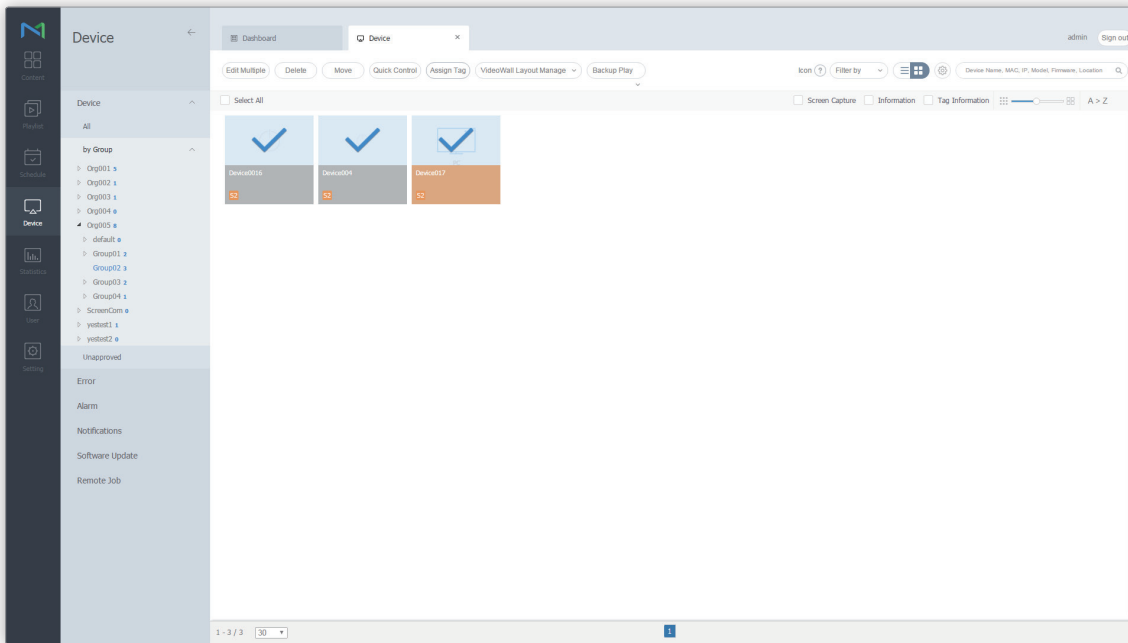 Content
Playlist
Schedule
Device
Statistics
User
Setting
Device
Device
All
by Group
Org001 5
Org002 1
Org003 1
Org004 0
Org005 8
default 0
Group01 2
Group02 3
Group03 2
Group04 1
ScreenCom 0
yestest1 1
yestest2 0
Unapproved
Error
Alarm
Notifications
Software Update
Remote Job
Dashboard
Device ×
admin Sign out
Edit Multiple Delete Move Quick Control Assign Tag VideoWall Layout Manage Backup Play
Icon ? Filter by Device Name, MAC, IP, Model, Firmware, Location
Select All Screen Capture Information Tag Information A > Z
PC
Device0016 Device004 Device017
S2 S2 S2
1 - 3 / 3 30 1